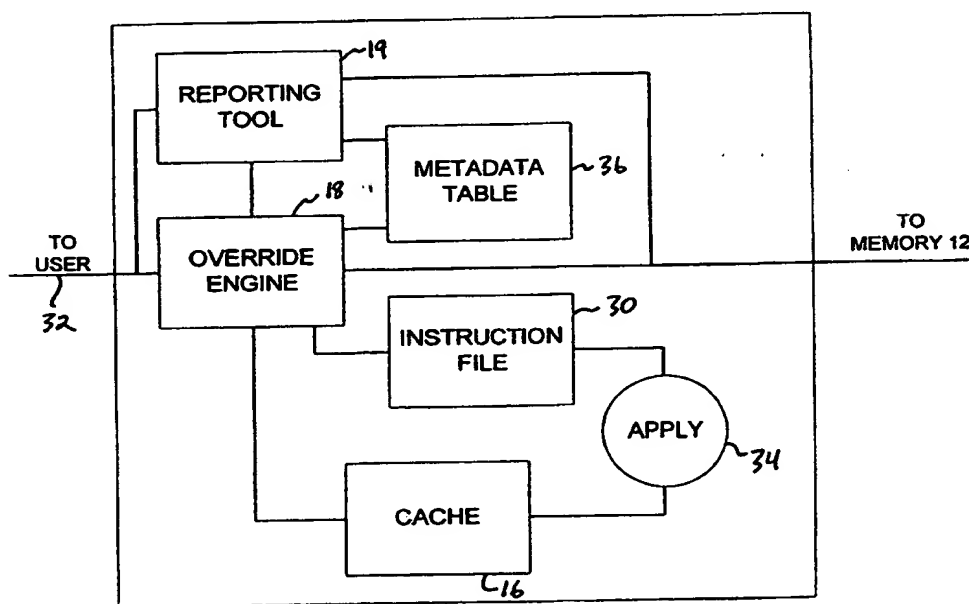 19
REPORTING
TOOL
METADATA
TABLE
36
18
TO
USER
32
OVERRIDE
ENGINE
TO
MEMORY 12
30
INSTRUCTION
FILE
APPLY
34
CACHE
16